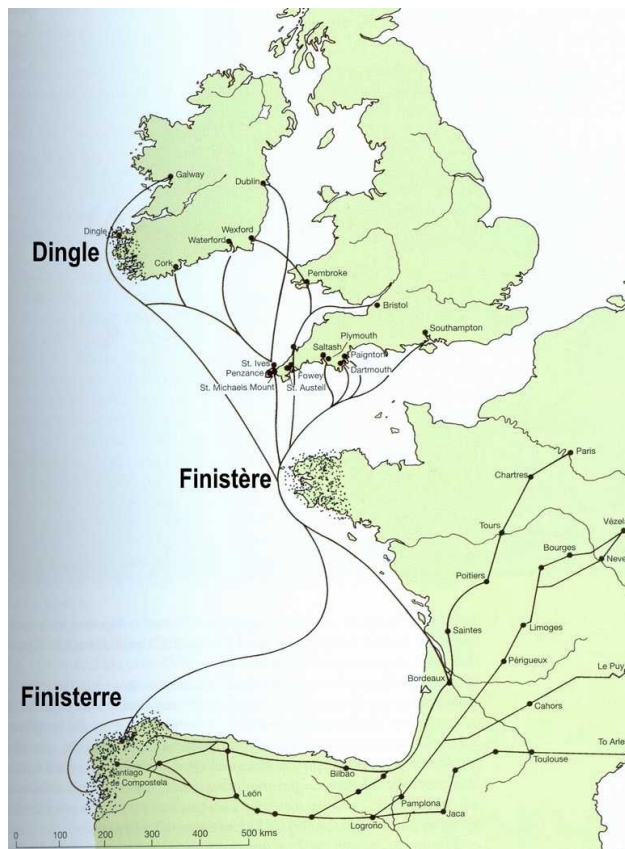 Galway
Dublin
Dingle
Dingle
Wexford
Waterford
Cork
Pembroke
Bristol
Southampton
Plymouth
Saltash
Paignton
St. Ives
Penzance
Fowey
Dartmouth
St. Michaels Mount
St. Austell
Finistère
Paris
Chartres
Tours
Vézel
Bourges
Neve
Poitiers
Saintes
Limoges
Périgueux
Bordeaux
Le Puy
Finisterre
Cahors
To Arle
Toulouse
Santiago
de Compostela
Bilbao
León
Pamplona
Jaca
Logroño
0 100 200 300 400 500 kms